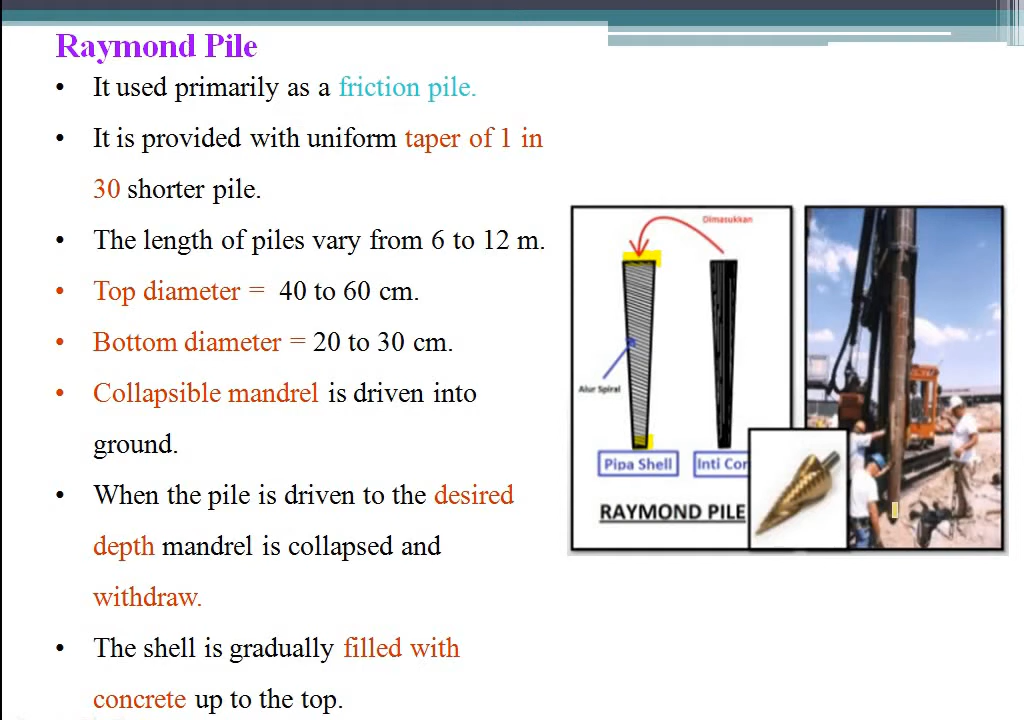 Raymond Pile
• It used primarily as a friction pile.
• It is provided with uniform taper of 1 in
30 shorter pile.
• The length of piles vary from 6 to 12 m.
• Top diameter = 40 to 60 cm.
• Bottom diameter = 20 to 30 cm.
• Collapsible mandrel is driven into
ground.
• When the pile is driven to the desired
depth mandrel is collapsed and
withdraw.
• The shell is gradually filled with
concrete up to the top.
Dimasukkan
Alur Spiral
Pipa Shell
Inti Cor
RAYMOND PILE